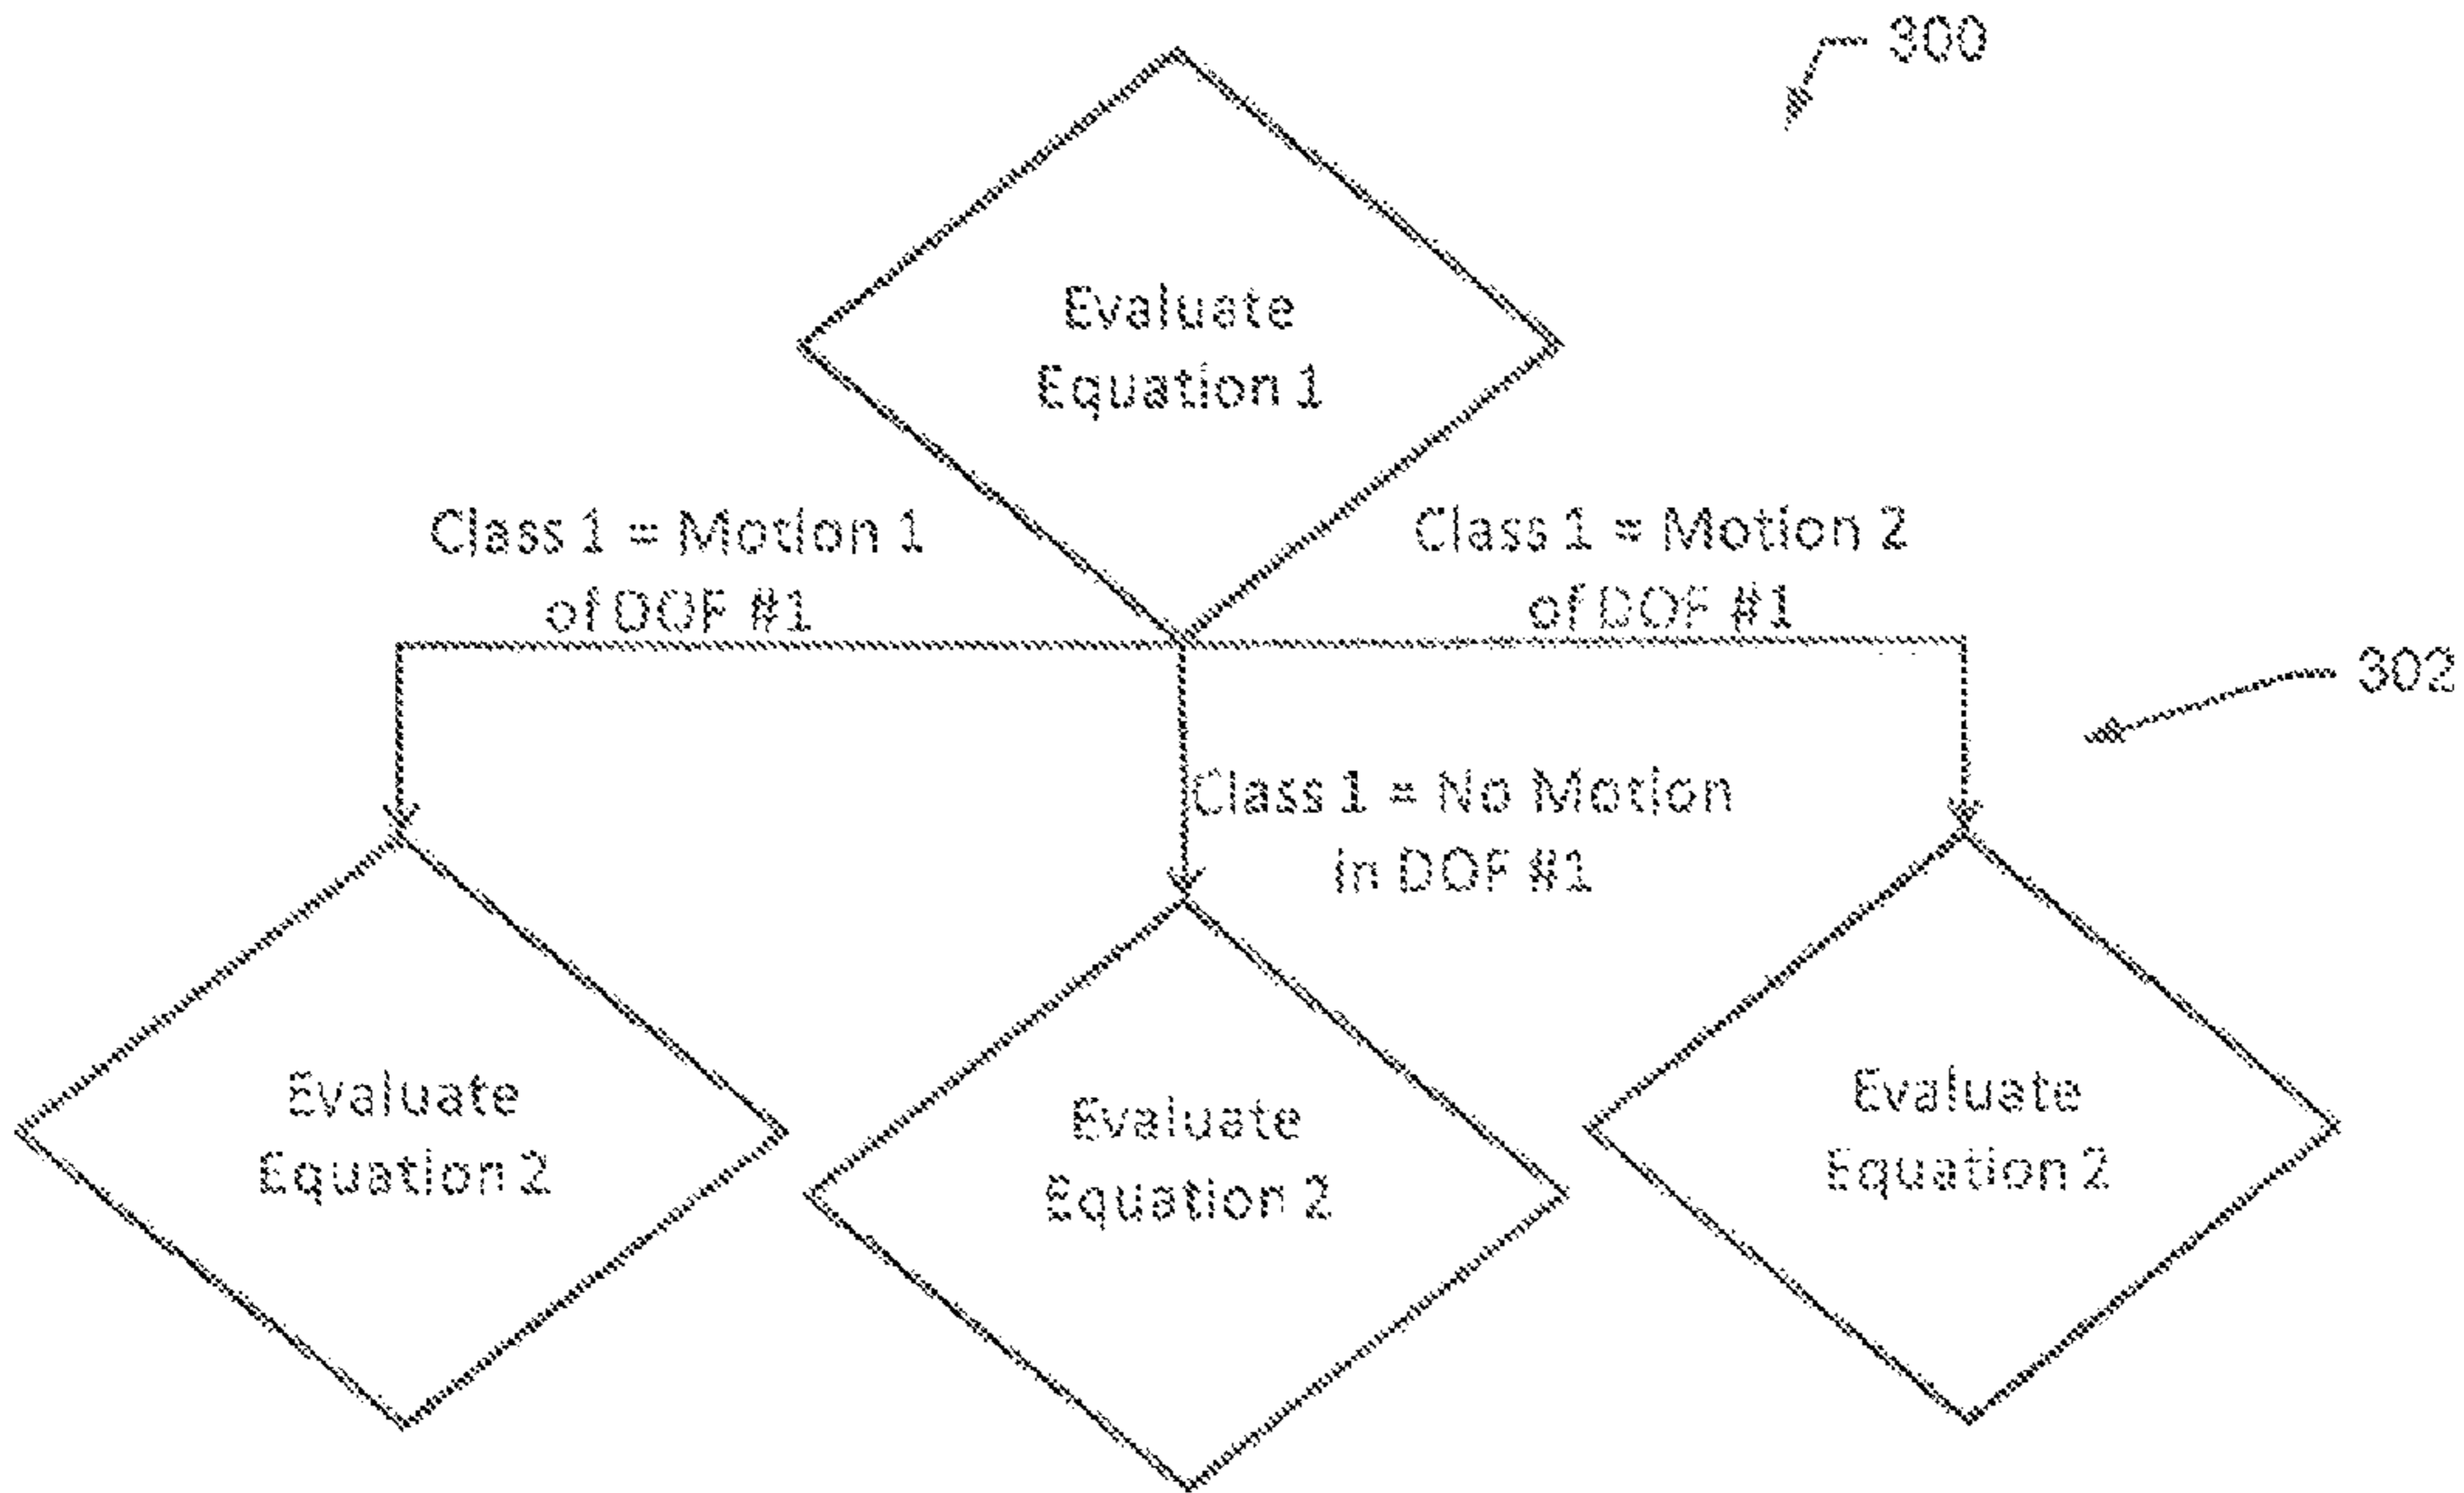 300
Evaluate
Equation 1
Class 1 = Motion 1
of DOF #1
Class 1 = Motion 2
of DOF #1
302
Class 1 = No Motion
in DOF #1
Evaluate
Equation 2
Evaluate
Equation 2
Evaluate
Equation 2